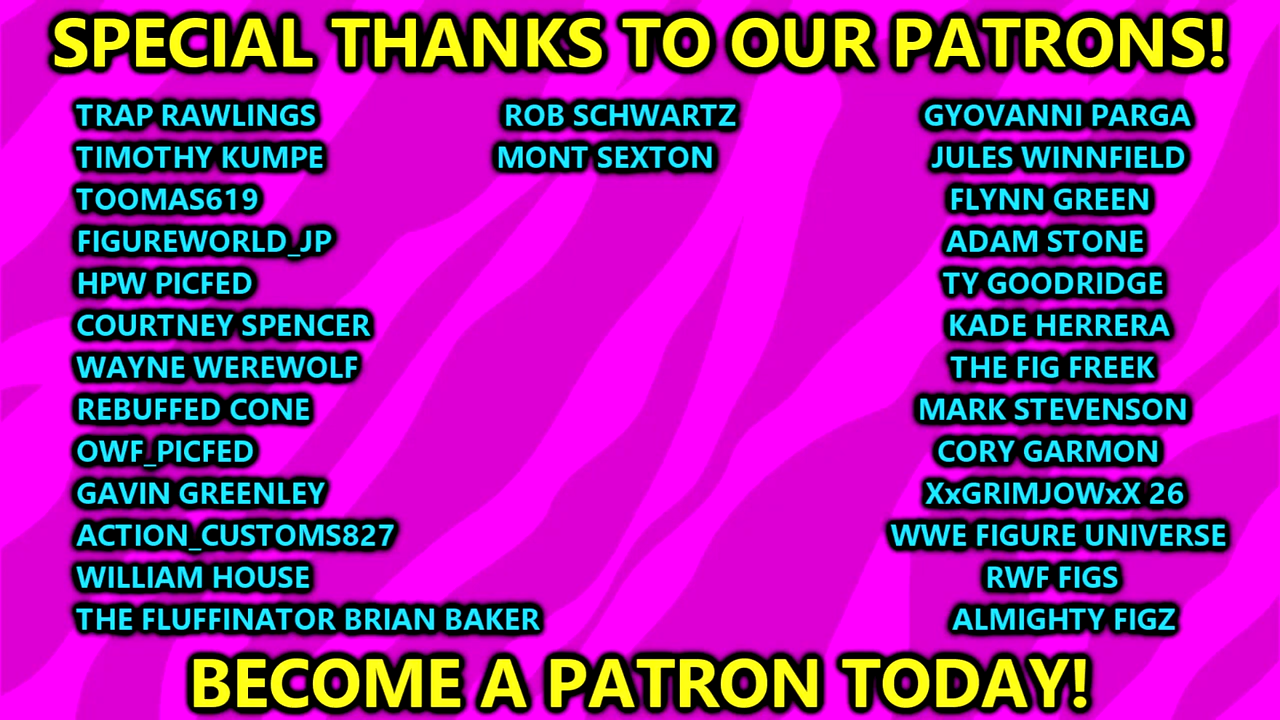 SPECIAL THANKS TO OUR PATRONS!
TRAP RAWLINGS
TIMOTHY KUMPE
TOOMAS619
FIGUREWORLD_JP
HPW PICFED
COURTNEY SPENCER
WAYNE WEREWOLF
REBUFFED CONE
OWF_PICFED
GAVIN GREENLEY
ACTION_CUSTOMS827
WILLIAM HOUSE
THE FLUFFINATOR BRIAN BAKER
ROB SCHWARTZ
MONT SEXTON
GYOVANNI PARGA
JULES WINNFIELD
FLYNN GREEN
ADAM STONE
TY GOODRIDGE
KADE HERRERA
THE FIG FREEK
MARK STEVENSON
CORY GARMON
XxGRIMJOWxX 26
WWE FIGURE UNIVERSE
RWF FIGS
ALMIGHTY FIGZ
BECOME A PATRON TODAY!